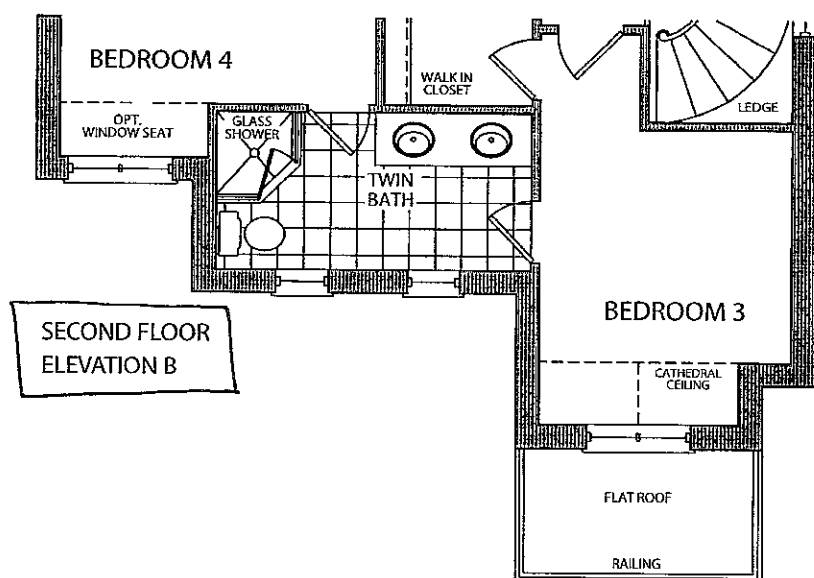 BEDROOM 4
WALK IN
CLOSET
LEDGE
OPT.
WINDOW SEAT
GLASS
SHOWER
TWIN
BATH
BEDROOM 3
SECOND FLOOR
ELEVATION B
CATHEDRAL
CEILING
FLAT ROOF
RAILING